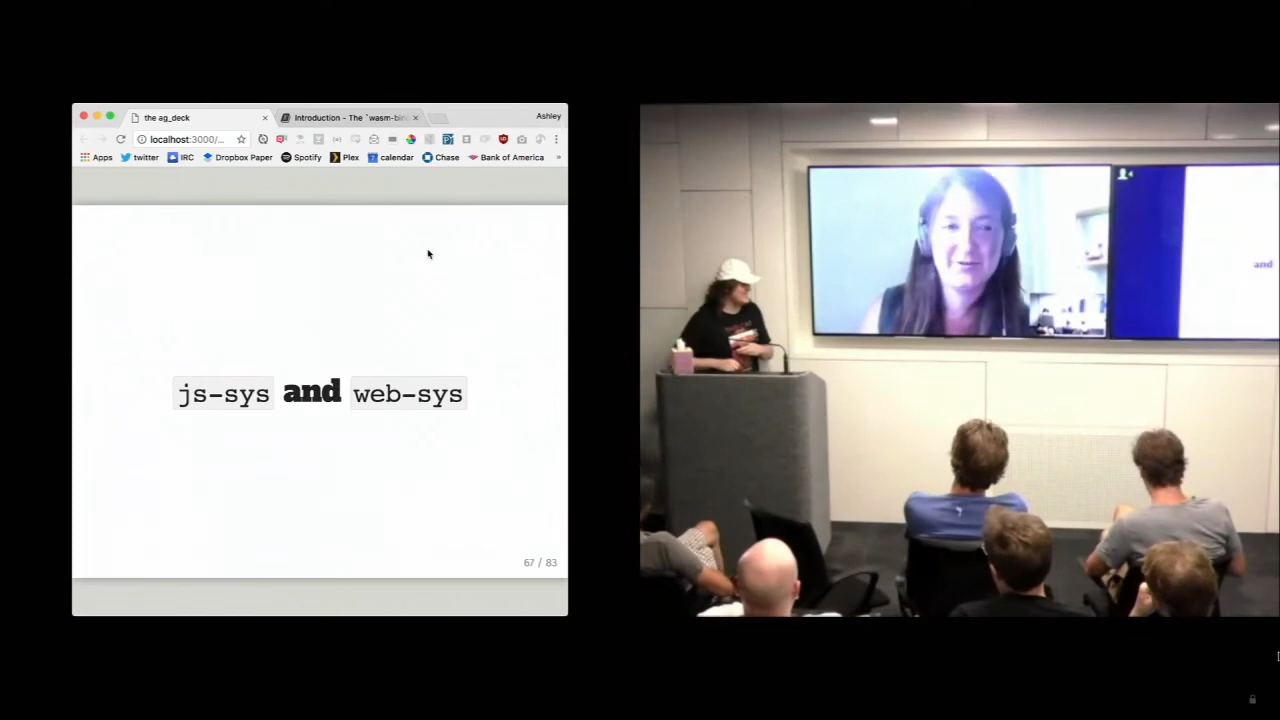 the ag_deck
Introduction - The `wasm-binc
Ashley
localhost:3000/...
Apps
twitter
IRC
Dropbox Paper
Spotify
Plex
calendar
Chase
Bank of America
»
js-sys and web-sys
67 / 83
and